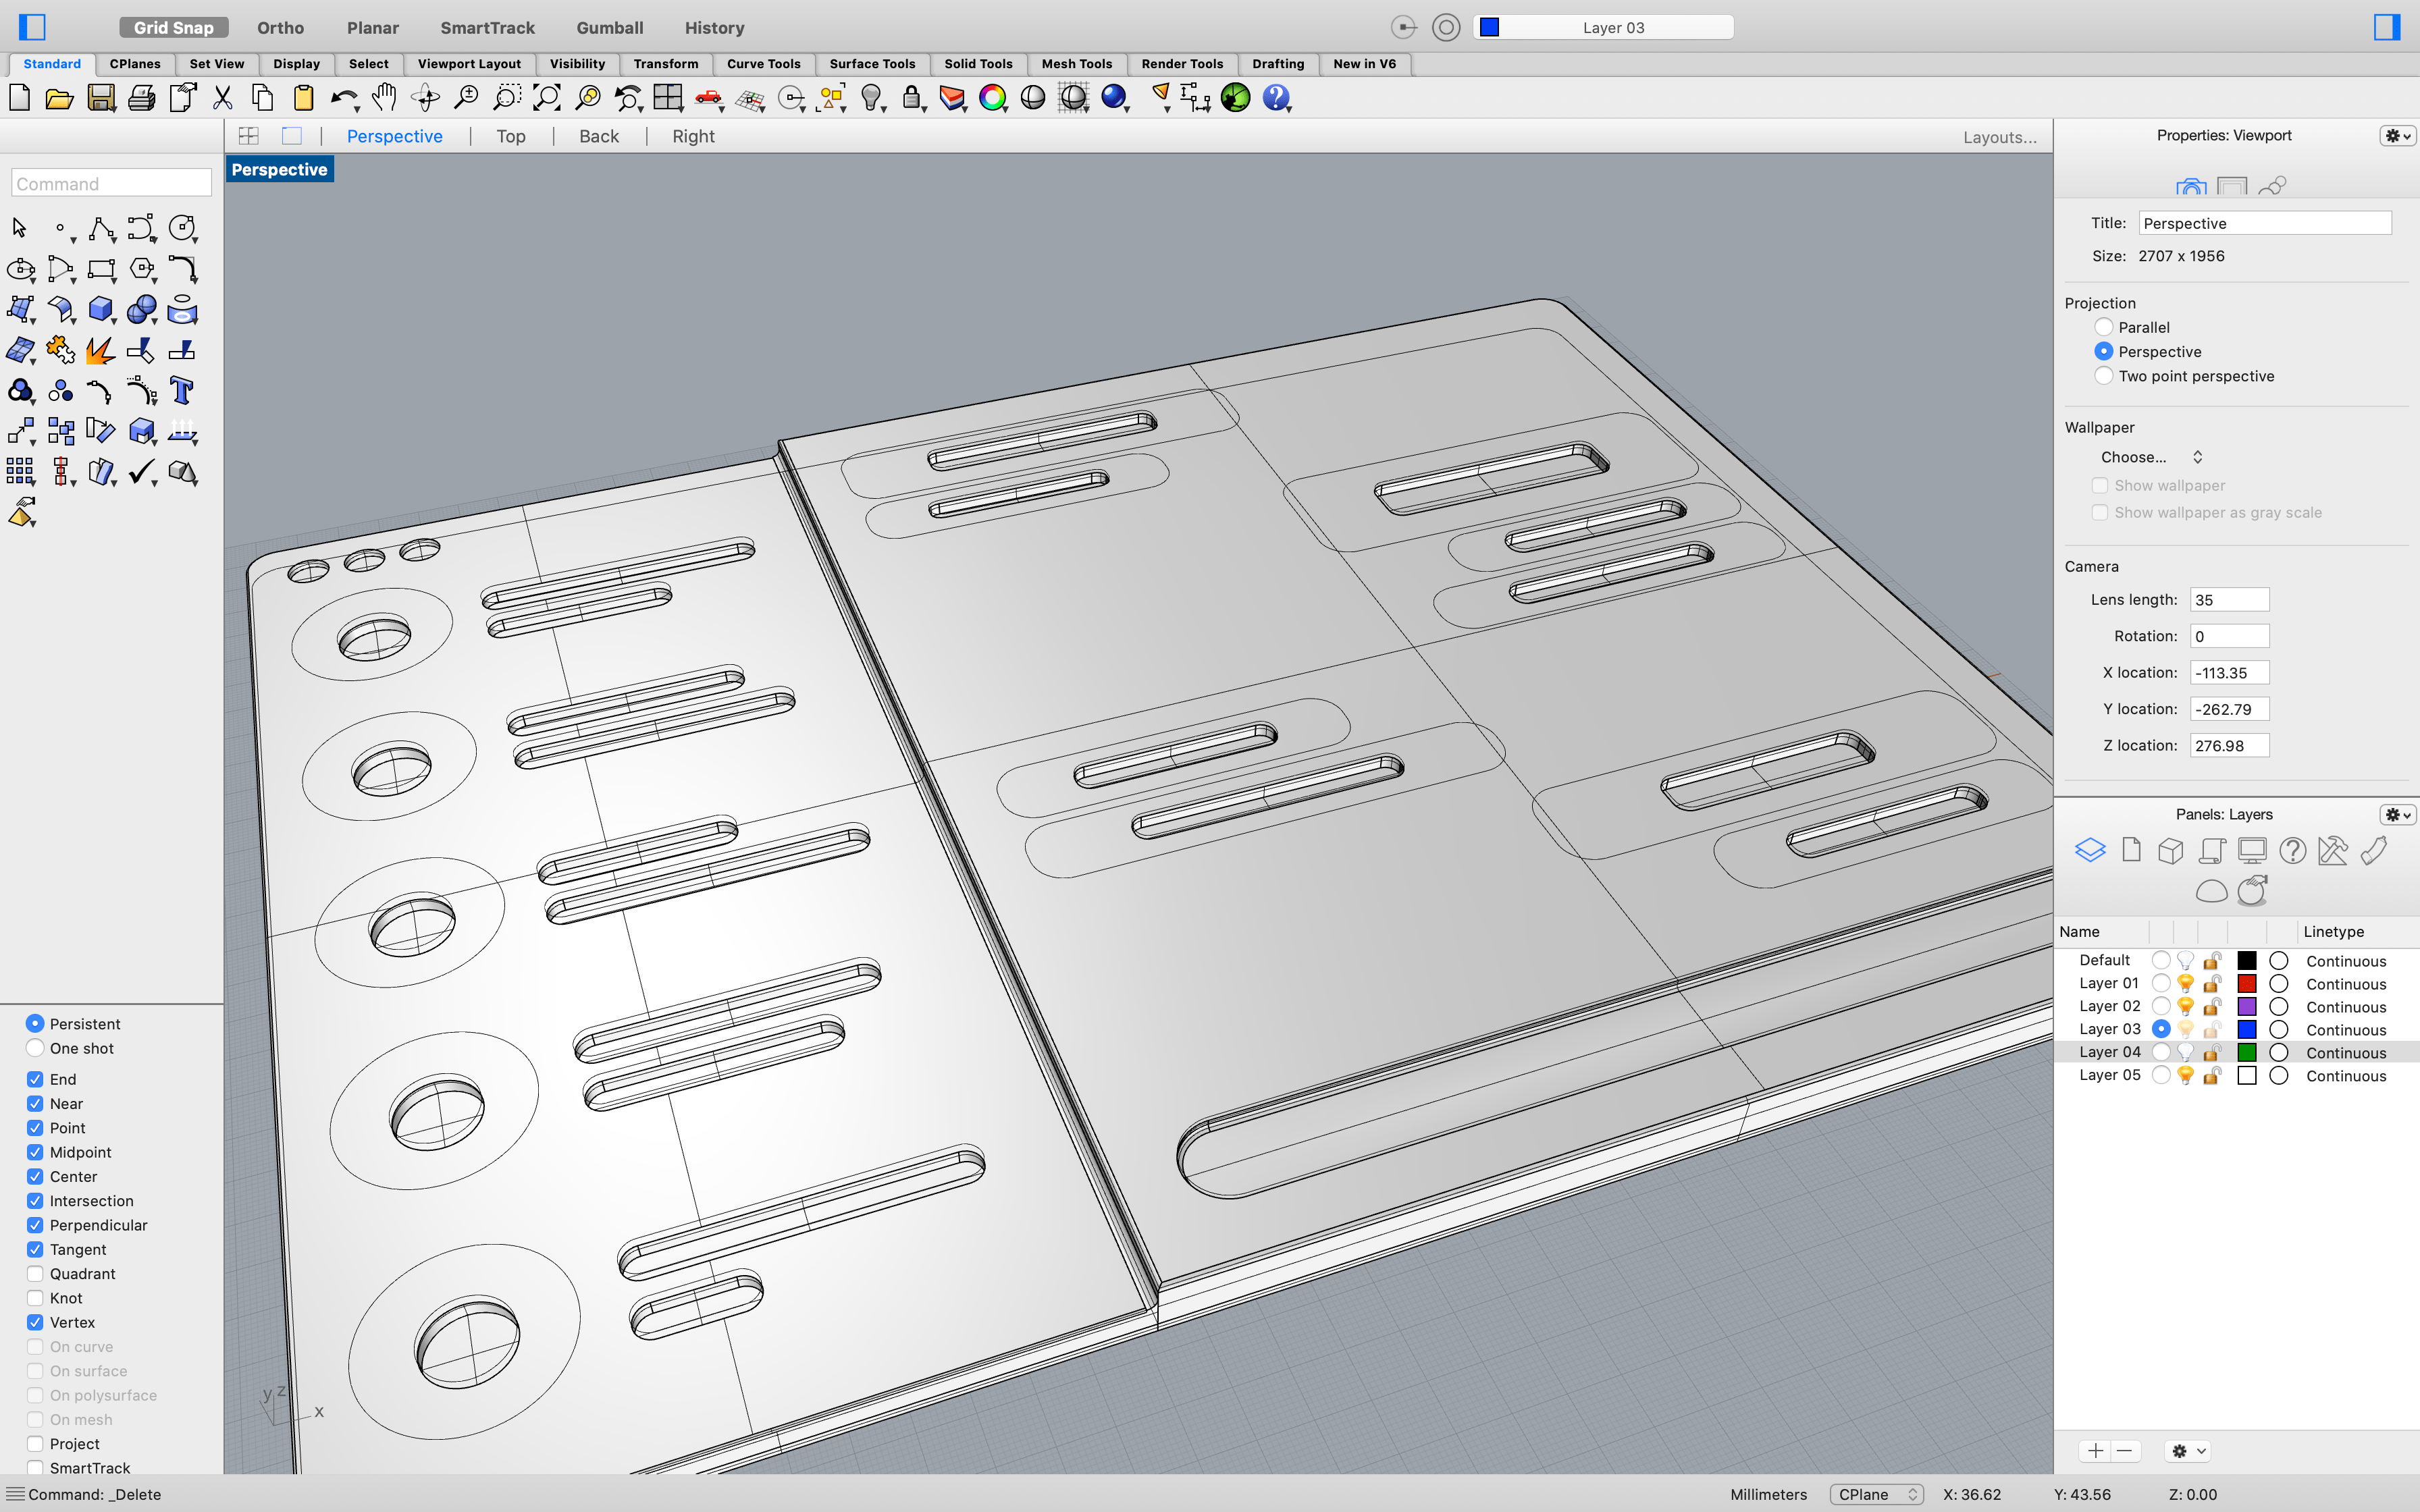 Grid Snap Ortho Planar SmartTrack Gumball History Layer 03
Standard CPlanes Set View Display Select Viewport Layout Visibility Transform Curve Tools Surface Tools Solid Tools Mesh Tools Render Tools Drafting New in V6
Perspective | Top | Back | Right Layouts...
Perspective
Command
Persistent
One shot
End
Near
Point
Midpoint
Center
Intersection
Perpendicular
Tangent
Quadrant
Knot
Vertex
On curve
On surface
On polysurface
On mesh
Project
SmartTrack
y z x
Properties: Viewport
Title: Perspective
Size: 2707 x 1956
Projection
Parallel
Perspective
Two point perspective
Wallpaper
Choose...
Show wallpaper
Show wallpaper as gray scale
Camera
Lens length: 35
Rotation: 0
X location: -113.35
Y location: -262.79
Z location: 276.98
Panels: Layers
Name Linetype
Default Continuous
Layer 01 Continuous
Layer 02 Continuous
Layer 03 Continuous
Layer 04 Continuous
Layer 05 Continuous
Command: _Delete Millimeters CPlane X: 36.62 Y: 43.56 Z: 0.00